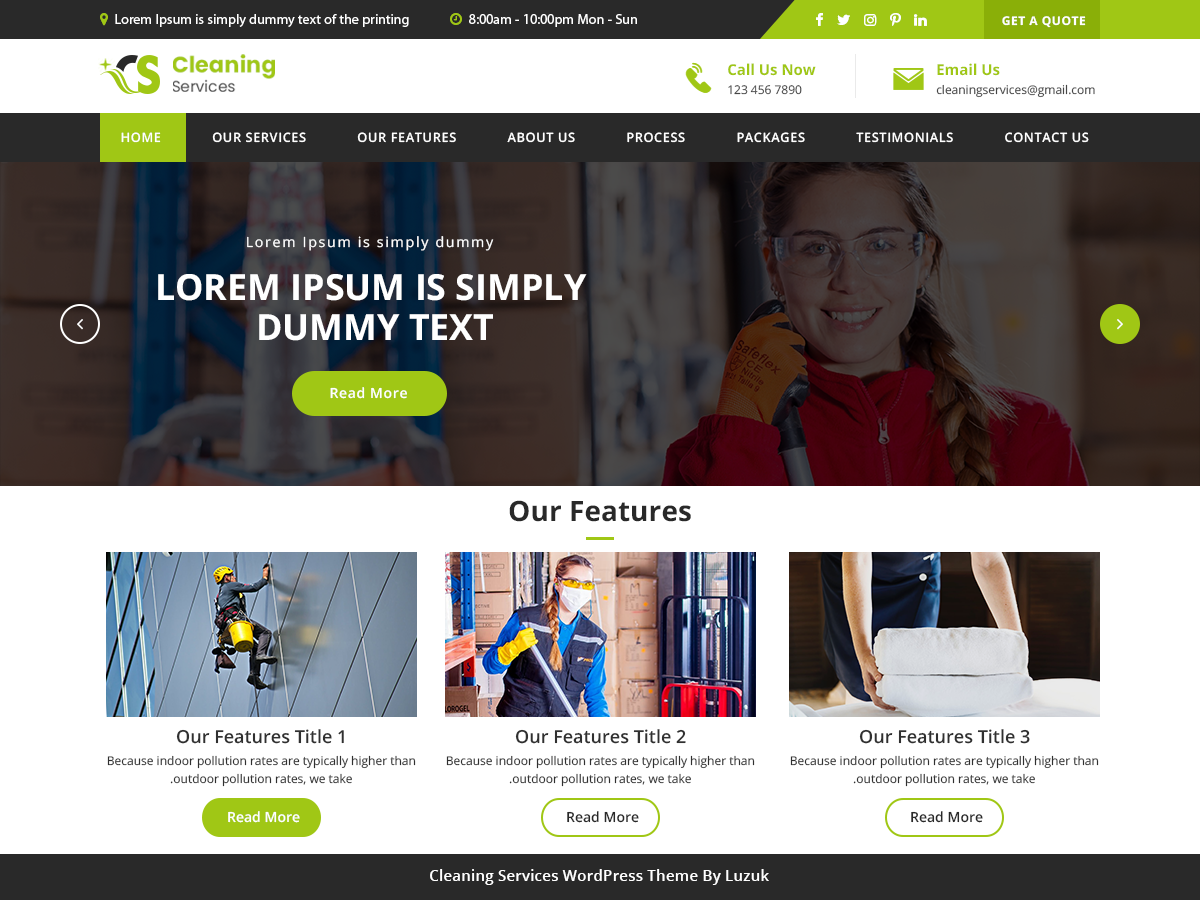 Lorem Ipsum is simply dummy text of the printing
8:00am - 10:00pm Mon - Sun
GET A QUOTE
CS Cleaning
Services
Call Us Now
123 456 7890
Email Us
cleaningservices@gmail.com
HOME OUR SERVICES OUR FEATURES ABOUT US PROCESS PACKAGES TESTIMONIALS CONTACT US
Lorem Ipsum is simply dummy
LOREM IPSUM IS SIMPLY
DUMMY TEXT
Read More
Safeflex
CE
Nitrile
Our Features
Our Features Title 1
Because indoor pollution rates are typically higher than
.outdoor pollution rates, we take
Read More
Our Features Title 2
Because indoor pollution rates are typically higher than
.outdoor pollution rates, we take
Read More
Our Features Title 3
Because indoor pollution rates are typically higher than
.outdoor pollution rates, we take
Read More
Cleaning Services WordPress Theme By Luzuk